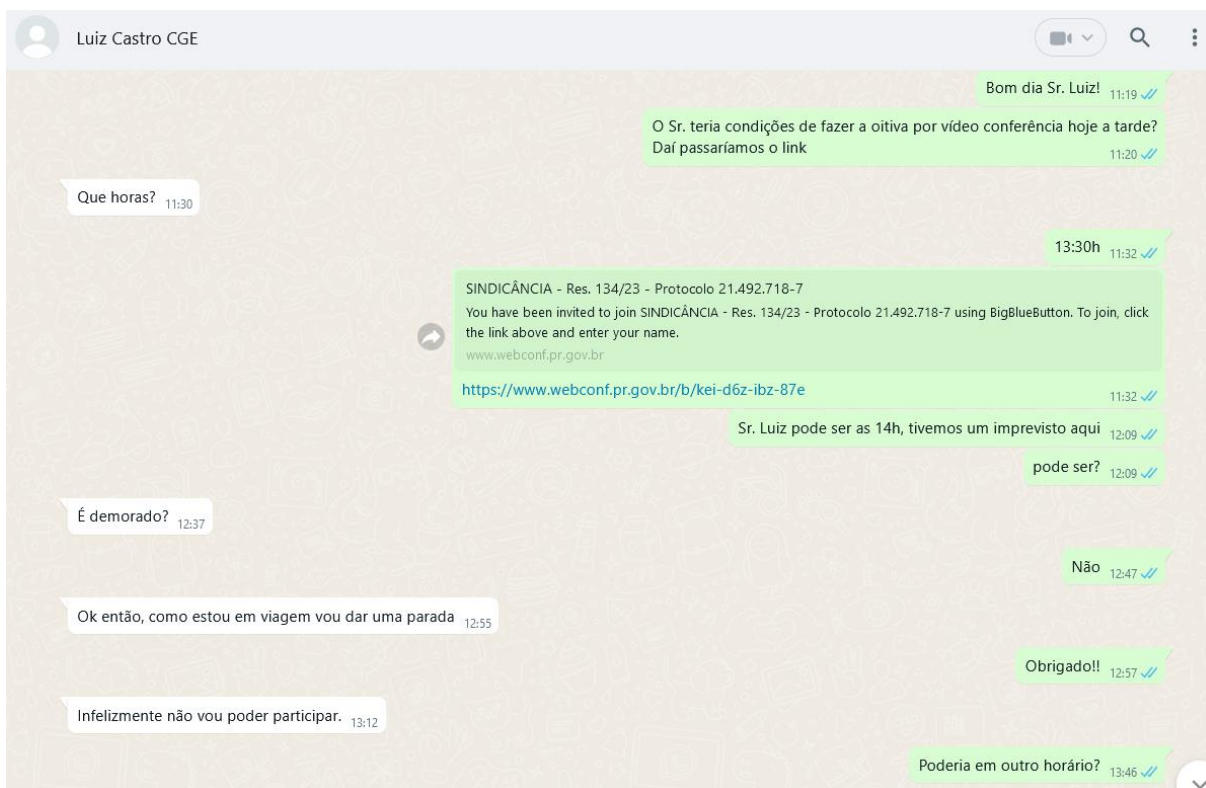 Luiz Castro CGE
Bom dia Sr. Luiz! 11:19
O Sr. teria condições de fazer a oitiva por vídeo conferência hoje a tarde?
Daí passaríamos o link 11:20
Que horas? 11:30
13:30h 11:32
SINDICÂNCIA - Res. 134/23 - Protocolo 21.492.718-7
You have been invited to join SINDICÂNCIA - Res. 134/23 - Protocolo 21.492.718-7 using BigBlueButton. To join, click
the link above and enter your name.
www.webconf.pr.gov.br
https://www.webconf.pr.gov.br/b/kei-d6z-ibz-87e 11:32
Sr. Luiz pode ser as 14h, tivemos um imprevisto aqui 12:09
pode ser? 12:09
É demorado? 12:37
Não 12:47
Ok então, como estou em viagem vou dar uma parada 12:55
Obrigado!! 12:57
Infelizmente não vou poder participar. 13:12
Poderia em outro horário? 13:46